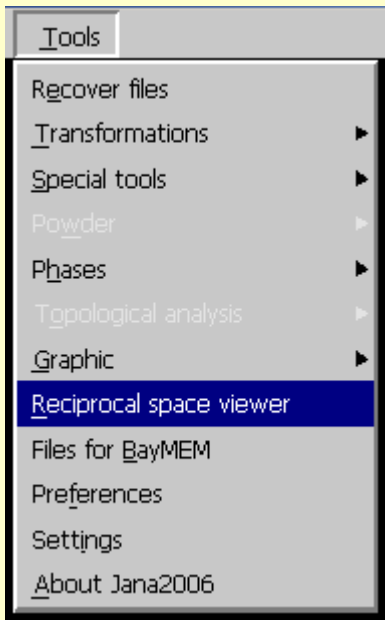 Tools
Recover files
Transformations
Special tools
Powder
Phases
Topological analysis
Graphic
Reciprocal space viewer
Files for BayMEM
Preferences
Settings
About Jana2006